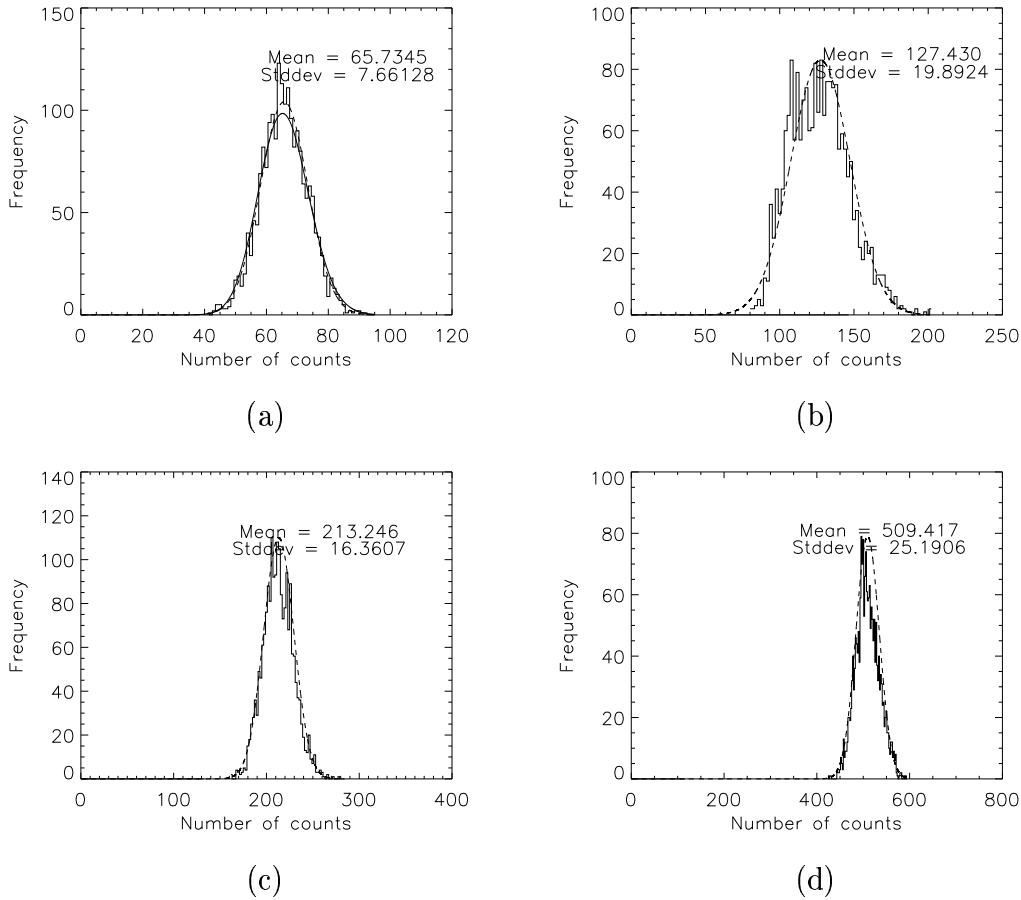 150
100
50
0
Frequency
Mean = 65.7345
Stddev = 7.66128
0 20 40 60 80 100 120
Number of counts
(a)
100
80
60
40
20
0
Frequency
Mean = 127.430
Stddev = 19.8924
0 50 100 150 200 250
Number of counts
(b)
140
120
100
80
60
40
20
0
Frequency
Mean = 213.246
Stddev = 16.3607
0 100 200 300 400
Number of counts
(c)
100
80
60
40
20
0
Frequency
Mean = 509.417
Stddev = 25.1906
0 200 400 600 800
Number of counts
(d)